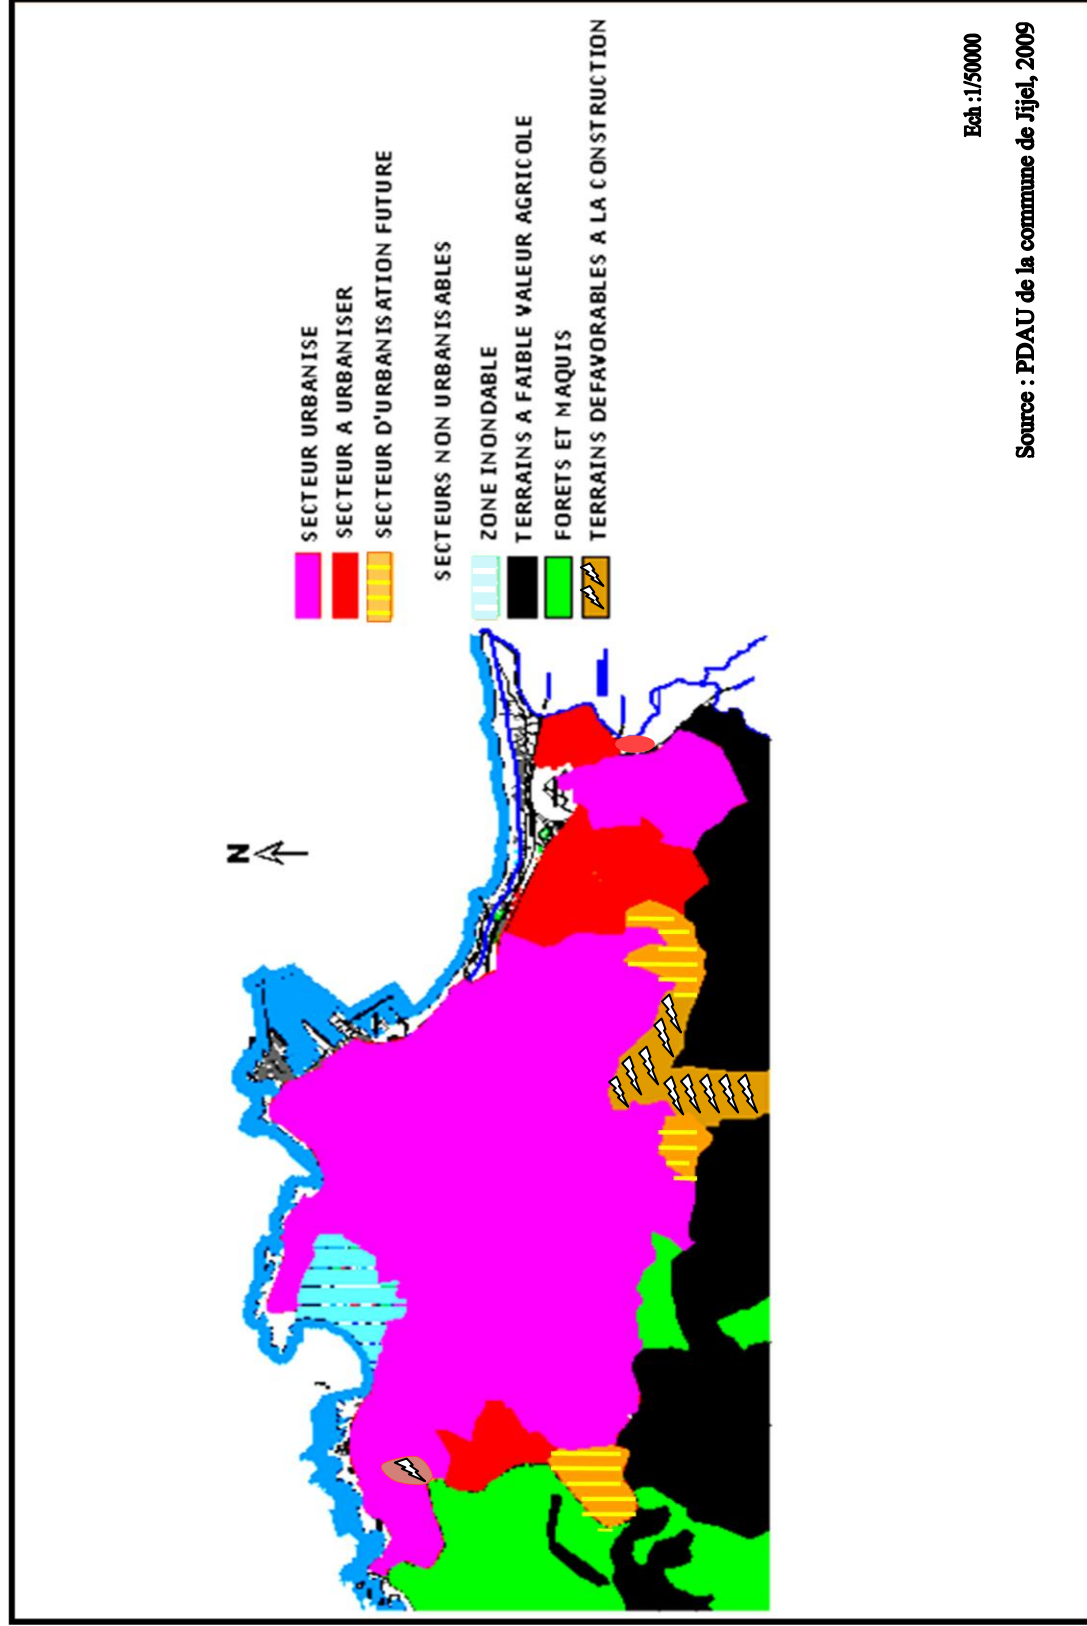 N
SECTEUR URBANISE
SECTEUR A URBANISER
SECTEUR D'URBANISATION FUTURE
SECTEURS NON URBANISABLES
ZONE INONDABLE
TERRAINS A FAIBLE VALEUR AGRICOLE
FORETS ET MAQUIS
TERRAINS DEFAVORABLES A LA CONSTRUCTION
Ech :1/50000
Source : PDAU de la commune de Jijel, 2009